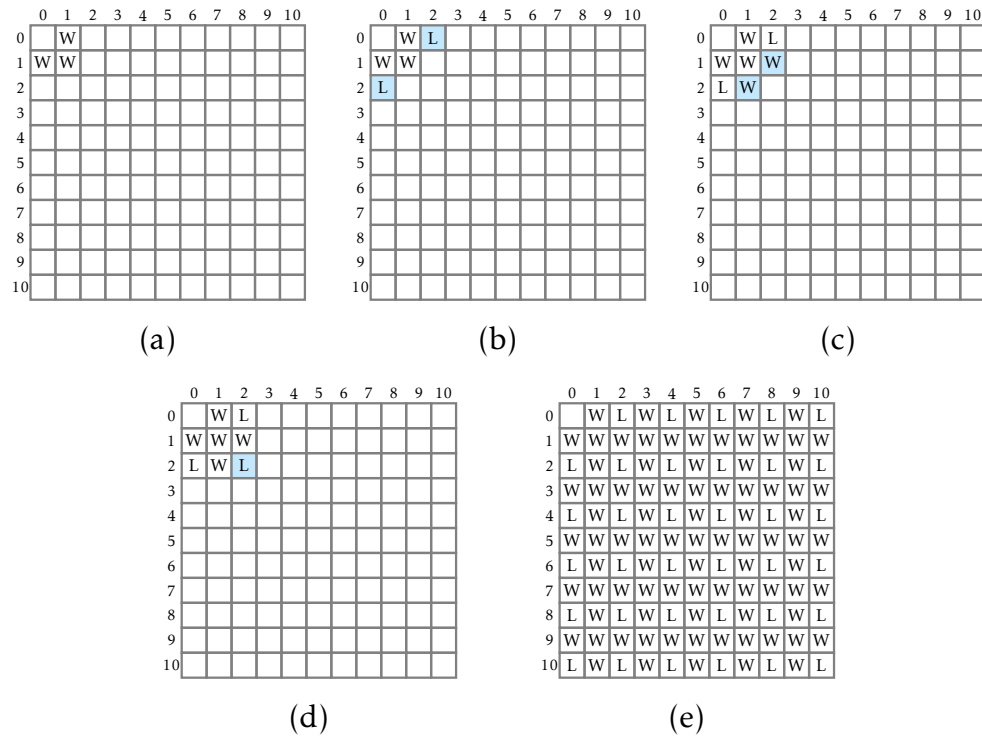 0 1 2 3 4 5 6 7 8 9 10
0 W
1 W W
2
3
4
5
6
7
8
9
10
(a)
0 1 2 3 4 5 6 7 8 9 10
0 W L
1 W W
2 L
3
4
5
6
7
8
9
10
(b)
0 1 2 3 4 5 6 7 8 9 10
0 W L
1 W W W
2 L W
3
4
5
6
7
8
9
10
(c)
0 1 2 3 4 5 6 7 8 9 10
0 W L
1 W W W
2 L W L
3
4
5
6
7
8
9
10
(d)
0 1 2 3 4 5 6 7 8 9 10
0 W L W L W L W L W L
1 W W W W W W W W W W W
2 L W L W L W L W L W L
3 W W W W W W W W W W W
4 L W L W L W L W L W L
5 W W W W W W W W W W W
6 L W L W L W L W L W L
7 W W W W W W W W W W W
8 L W L W L W L W L W L
9 W W W W W W W W W W W
10 L W L W L W L W L W L
(e)